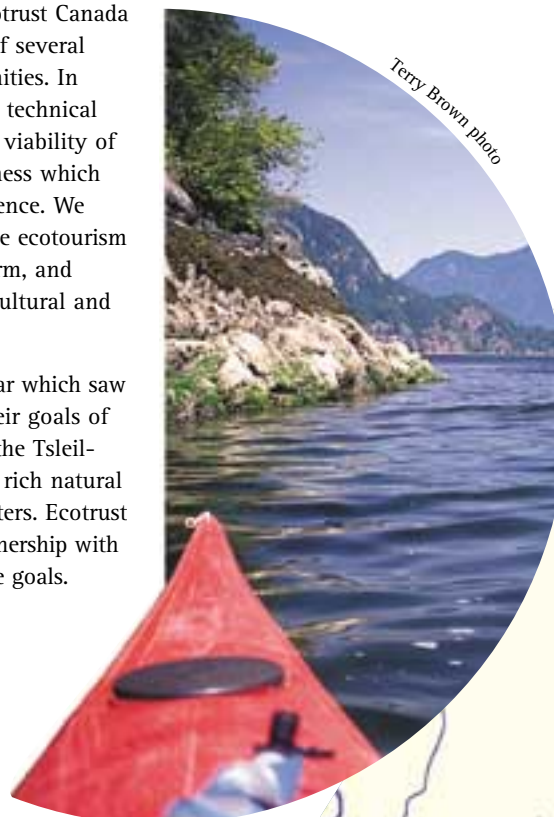 otrust Canada
f several
nities. In
technical
viability of
ness which
ence. We
e ecotourism
rm, and
ultural and
ar which saw
eir goals of
the Tsleil-
rich natural
ters. Ecotrust
nership with
e goals.
Terry Brown photo